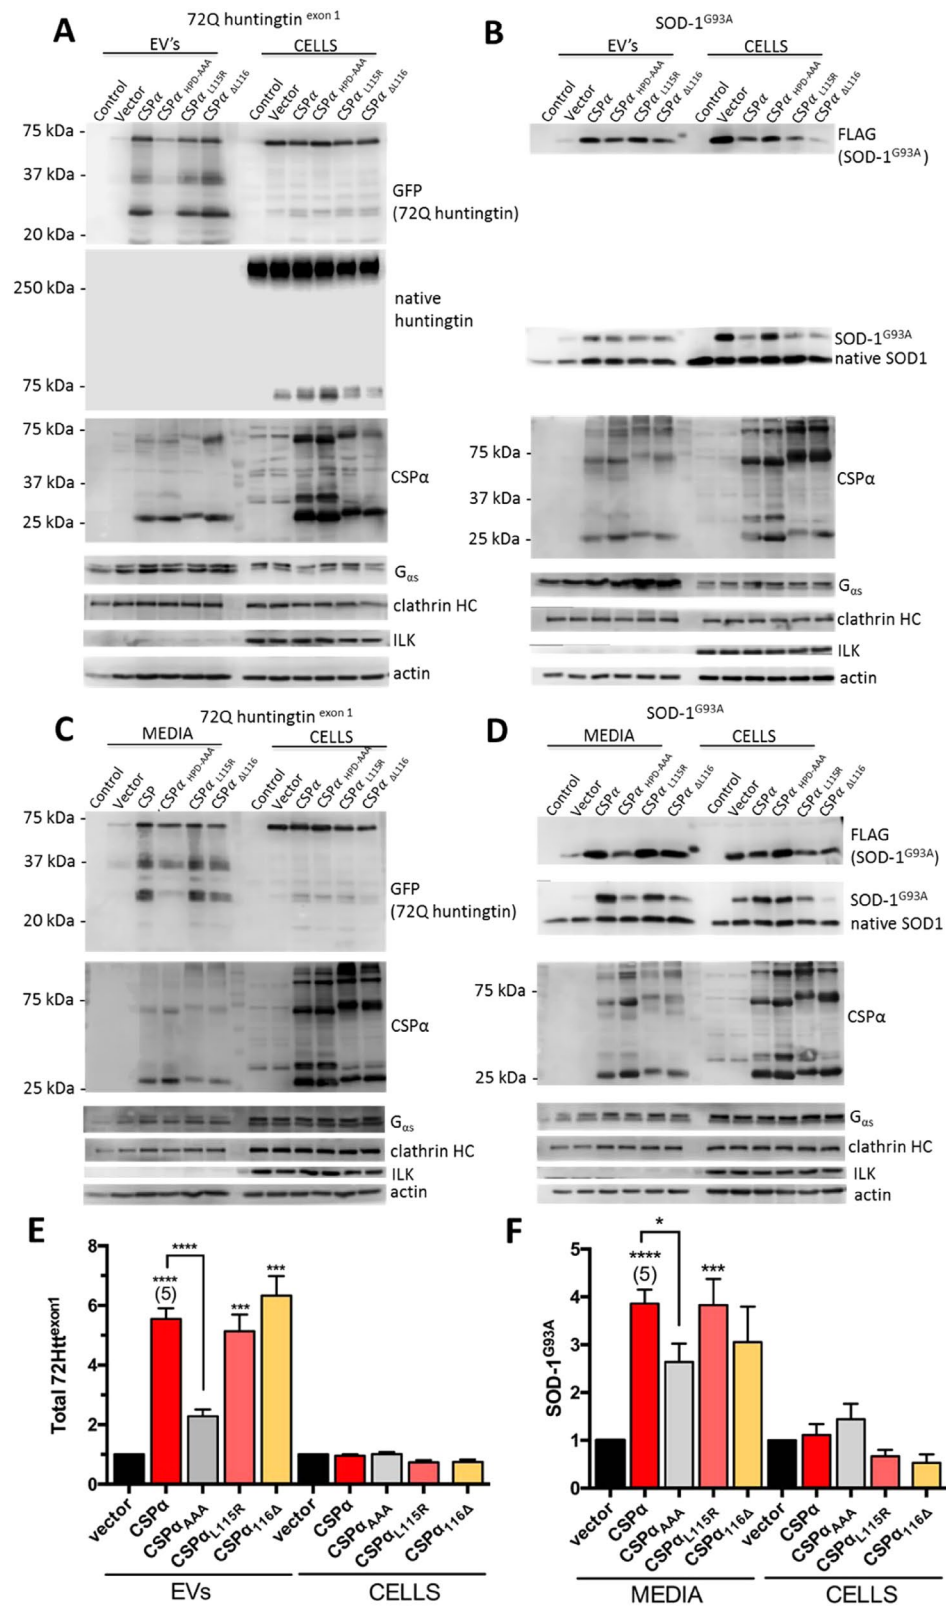 A
72Q huntingtin exon 1
EV's
CELLS
Control
Vector
CSPα
CSPα HPD-AAA
CSPα L115R
CSPα ΔL116
Control
Vector
CSPα
CSPα HPD-AAA
CSPα L115R
CSPα ΔL116
75 kDa -
37 kDa -
20 kDa -
GFP
(72Q huntingtin)
250 kDa -
75 kDa -
native
huntingtin
75 kDa -
37 kDa -
25 kDa -
CSPα
Gαs
clathrin HC
ILK
actin
B
SOD-1G93A
EV's
CELLS
Control
Vector
CSPα
CSPα HPD-AAA
CSPα L115R
CSPα ΔL116
Control
Vector
CSPα
CSPα HPD-AAA
CSPα L115R
CSPα ΔL116
FLAG
(SOD-1G93A)
SOD-1G93A
native SOD1
75 kDa -
37 kDa -
25 kDa -
CSPα
Gαs
clathrin HC
ILK
actin
C
72Q huntingtin exon 1
MEDIA
CELLS
Control
Vector
CSP
CSPα HPD-AAA
CSPα L115R
CSPα ΔL116
Control
Vector
CSPα
CSPα HPD-AAA
CSPα L115R
CSPα ΔL116
75 kDa -
37 kDa -
20 kDa -
GFP
(72Q huntingtin)
75 kDa -
25 kDa -
CSPα
Gαs
clathrin HC
ILK
actin
D
SOD-1G93A
MEDIA
CELLS
Control
Vector
CSPα
CSPα HPD-AAA
CSPα L115R
CSPα ΔL116
Control
Vector
CSPα
CSPα HPD-AAA
CSPα L115R
CSPα ΔL116
FLAG
(SOD-1G93A)
SOD-1G93A
native SOD1
75 kDa -
25 kDa -
CSPα
Gαs
clathrin HC
ILK
actin
E
Total 72Httexon1
8
6
4
2
0
****
(5)
****
***
***
vector
CSPα
CSPαAAA
CSPαL115R
CSPα116Δ
vector
CSPα
CSPαAAA
CSPαL115R
CSPα116Δ
EVs
CELLS
F
SOD-1G93A
5
4
3
2
1
0
****
(5)
*
***
vector
CSPα
CSPαAAA
CSPαL115R
CSPα116Δ
vector
CSPα
CSPαAAA
CSPαL115R
CSPα116Δ
MEDIA
CELLS